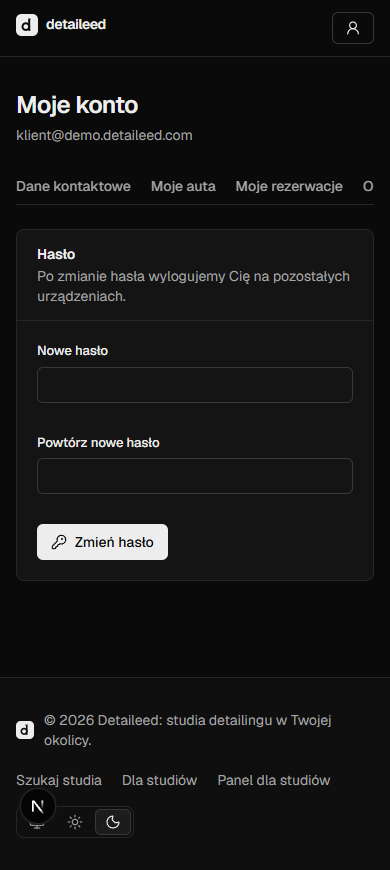 d detaileed
Moje konto
klient@demo.detaileed.com
Dane kontaktowe Moje auta Moje rezerwacje O
Hasło
Po zmianie hasła wylogujemy Cię na pozostałych
urządzeniach.
Nowe hasło
Powtórz nowe hasło
Zmień hasło
d © 2026 Detaileed: studia detailingu w Twojej
okolicy.
Szukaj studia Dla studiów Panel dla studiów
N